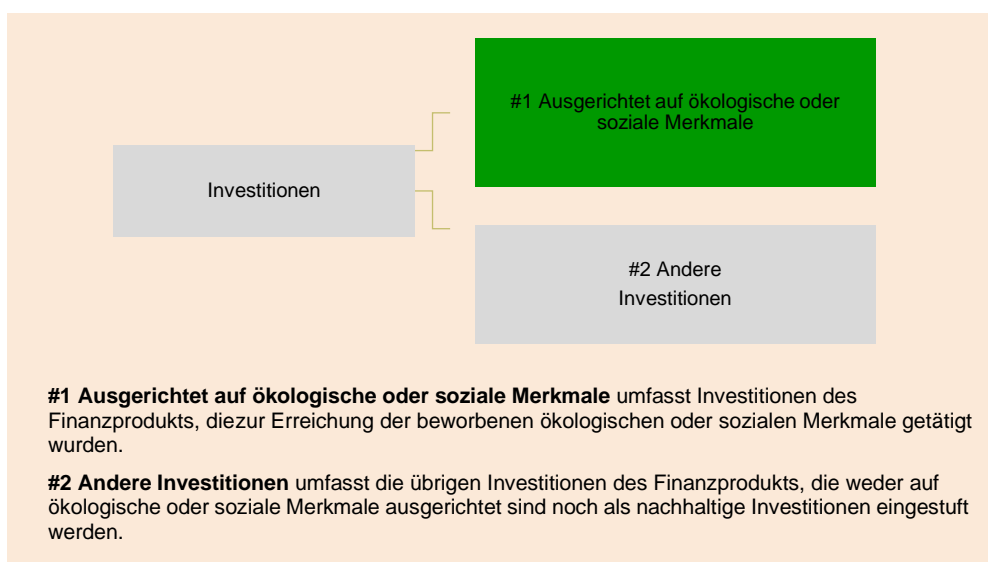 #1 Ausgerichtet auf ökologische oder
soziale Merkmale
Investitionen
#2 Andere
Investitionen
#1 Ausgerichtet auf ökologische oder soziale Merkmale umfasst Investitionen des
Finanzprodukts, diezur Erreichung der beworbenen ökologischen oder sozialen Merkmale getätigt
wurden.
#2 Andere Investitionen umfasst die übrigen Investitionen des Finanzprodukts, die weder auf
ökologische oder soziale Merkmale ausgerichtet sind noch als nachhaltige Investitionen eingestuft
werden.